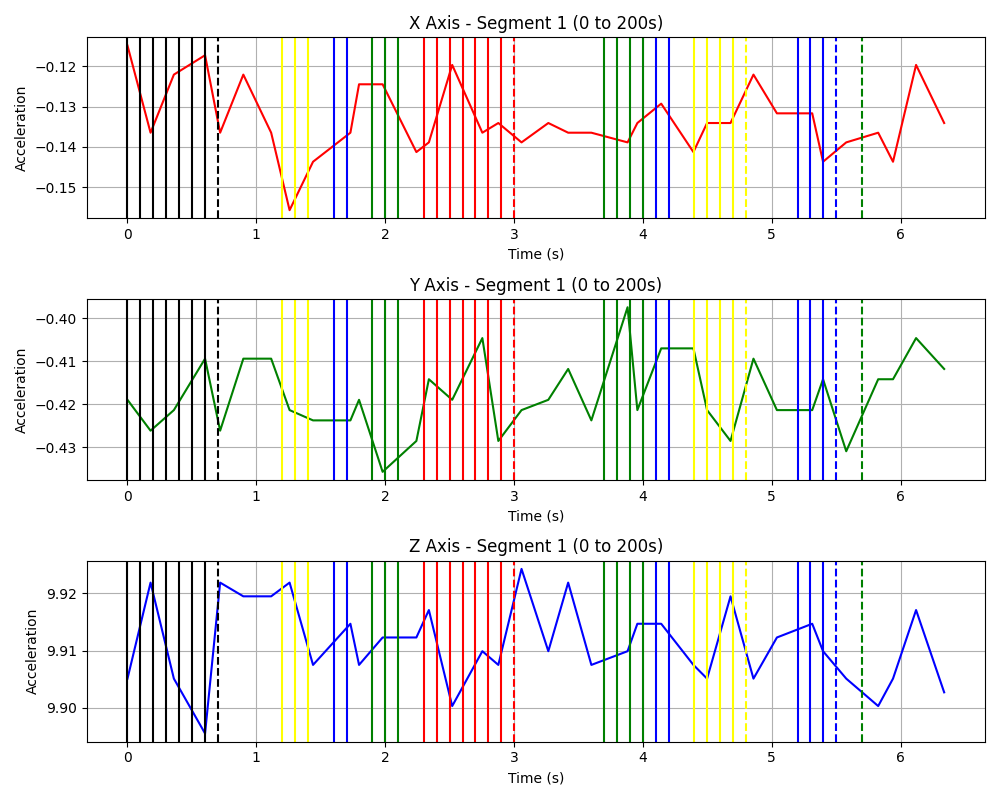 X Axis - Segment 1 (0 to 200s)
−0.12
−0.13
−0.14
−0.15
Acceleration
0 1 2 3 4 5 6
Time (s)
Y Axis - Segment 1 (0 to 200s)
−0.40
−0.41
−0.42
−0.43
Acceleration
0 1 2 3 4 5 6
Time (s)
Z Axis - Segment 1 (0 to 200s)
9.92
9.91
9.90
Acceleration
0 1 2 3 4 5 6
Time (s)